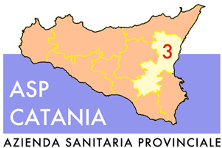 3
ASP
CATANIA
AZIENDA SANITARIA PROVINCIALE